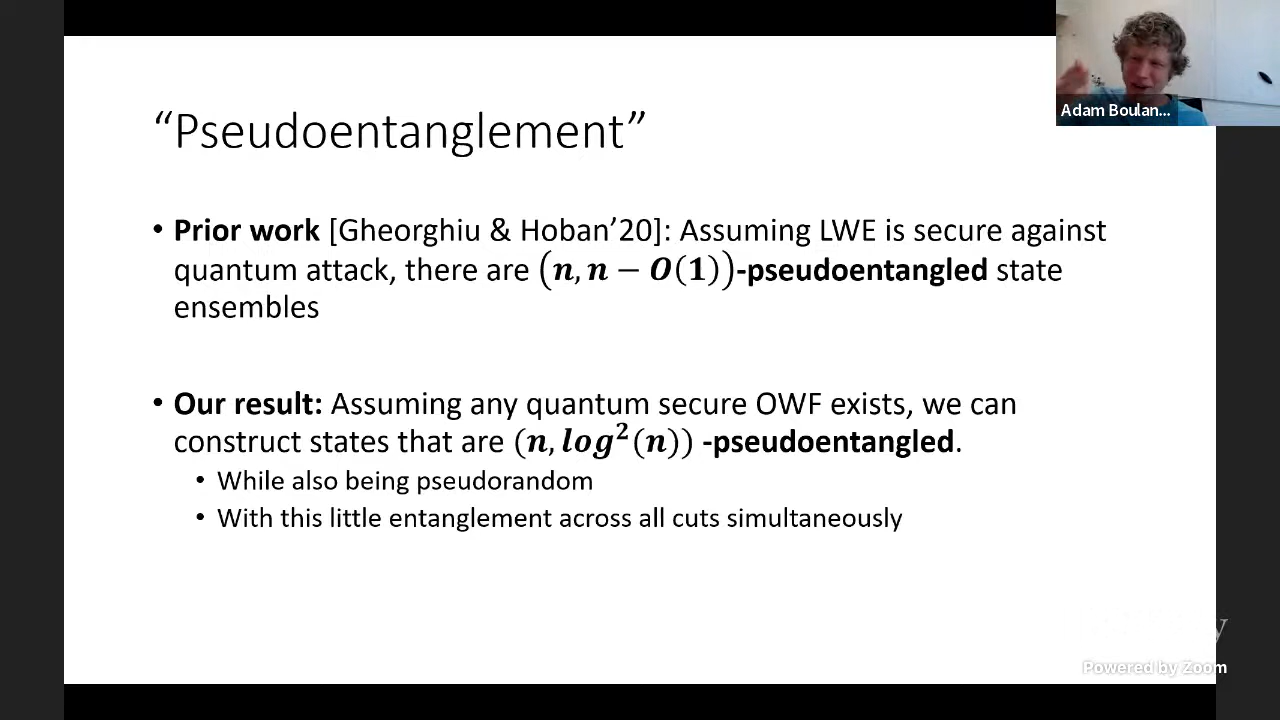 “Pseudoentanglement”
• Prior work [Gheorghiu & Hoban’20]: Assuming LWE is secure against
quantum attack, there are (n, n − O(1))-pseudoentangled state
ensembles
• Our result: Assuming any quantum secure OWF exists, we can
construct states that are (n, log²(n)) -pseudoentangled.
• While also being pseudorandom
• With this little entanglement across all cuts simultaneously
Adam Boulan...
Powered by Zoom